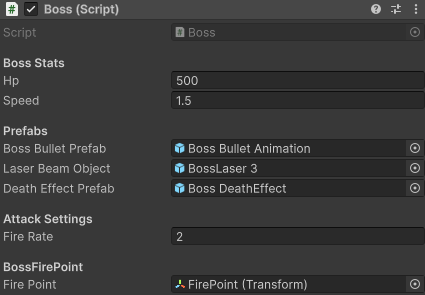 # Boss (Script)
Script # Boss
Boss Stats
Hp 500
Speed 1.5
Prefabs
Boss Bullet Prefab Boss Bullet Animation
Laser Beam Object BossLaser 3
Death Effect Prefab Boss DeathEffect
Attack Settings
Fire Rate 2
BossFirePoint
Fire Point FirePoint (Transform)